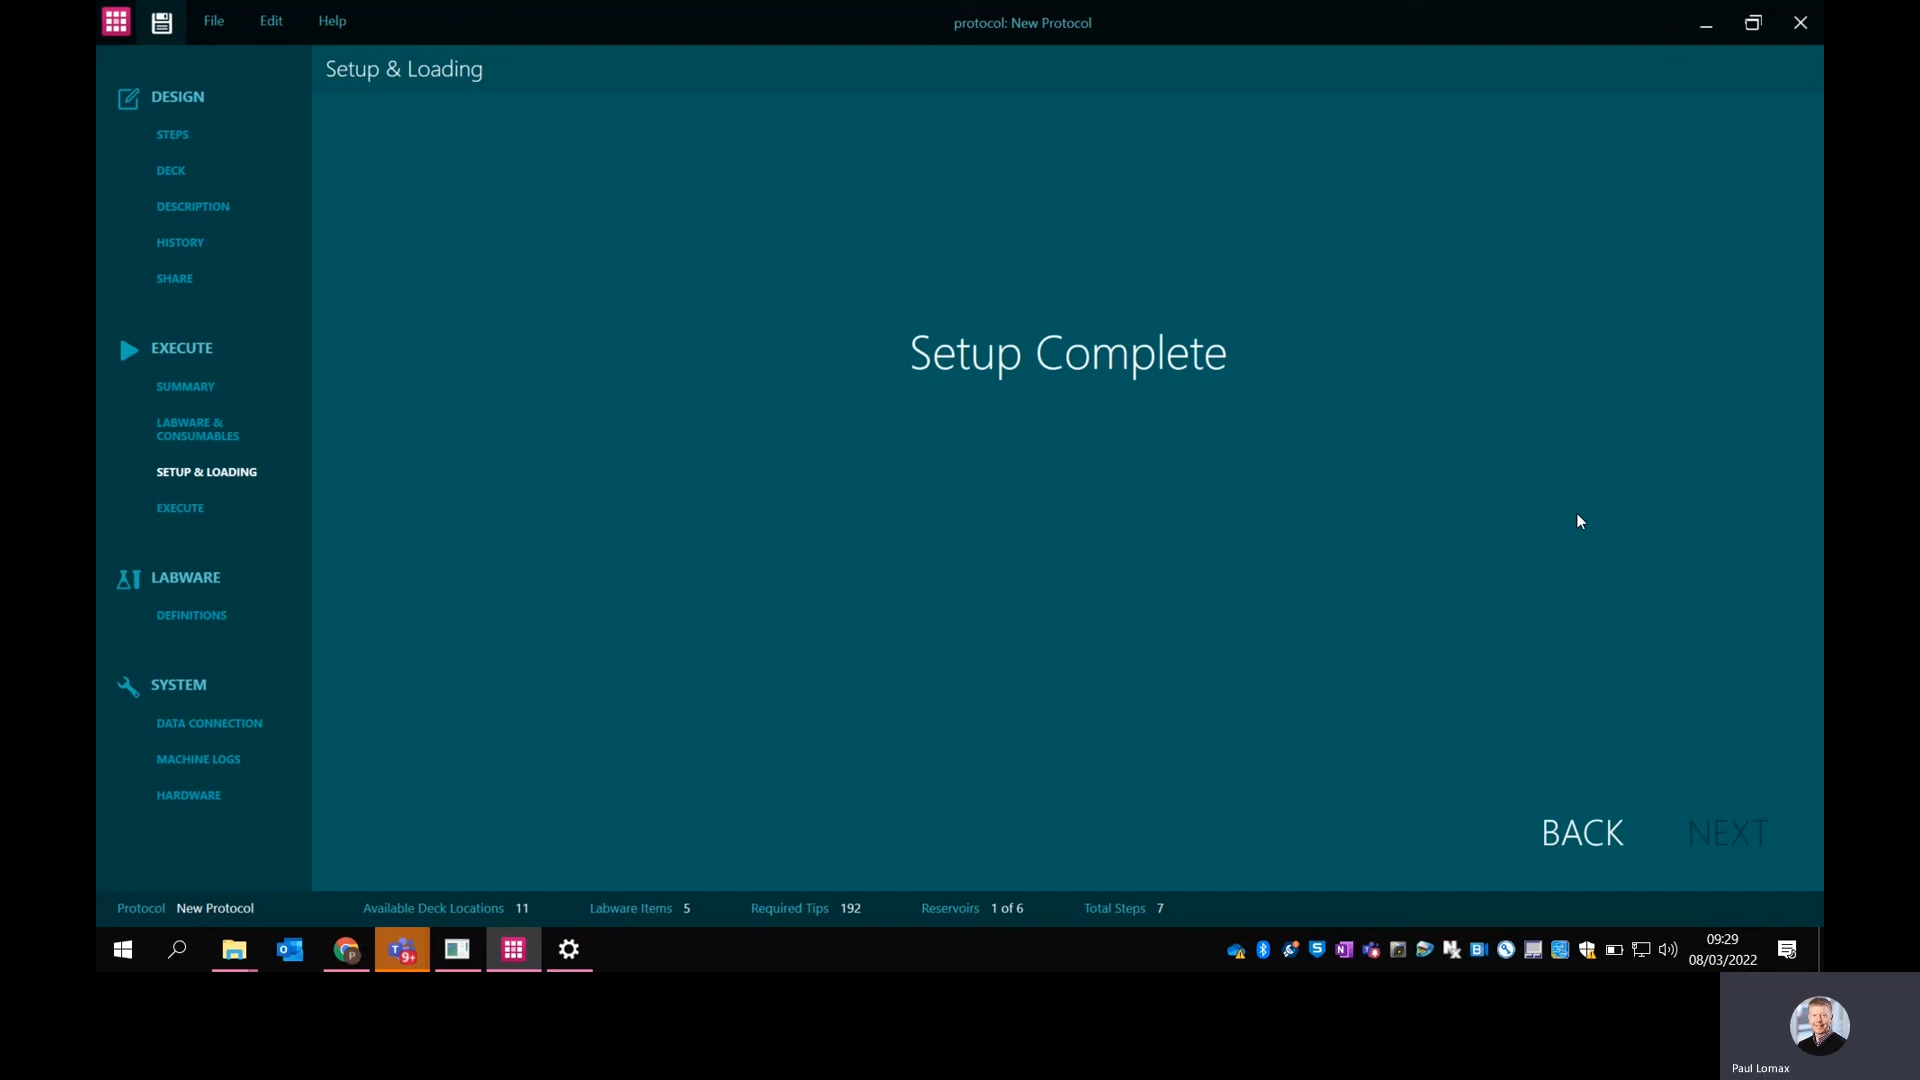 File Edit Help
protocol: New Protocol
Setup & Loading
DESIGN
STEPS
DECK
DESCRIPTION
HISTORY
SHARE
EXECUTE
SUMMARY
LABWARE &
CONSUMABLES
SETUP & LOADING
EXECUTE
LABWARE
DEFINITIONS
SYSTEM
DATA CONNECTION
MACHINE LOGS
HARDWARE
Setup Complete
BACK NEXT
Protocol New Protocol Available Deck Locations 11 Labware Items 5 Required Tips 192 Reservoirs 1 of 6 Total Steps 7
9+
09:29
08/03/2022
Paul Lomax